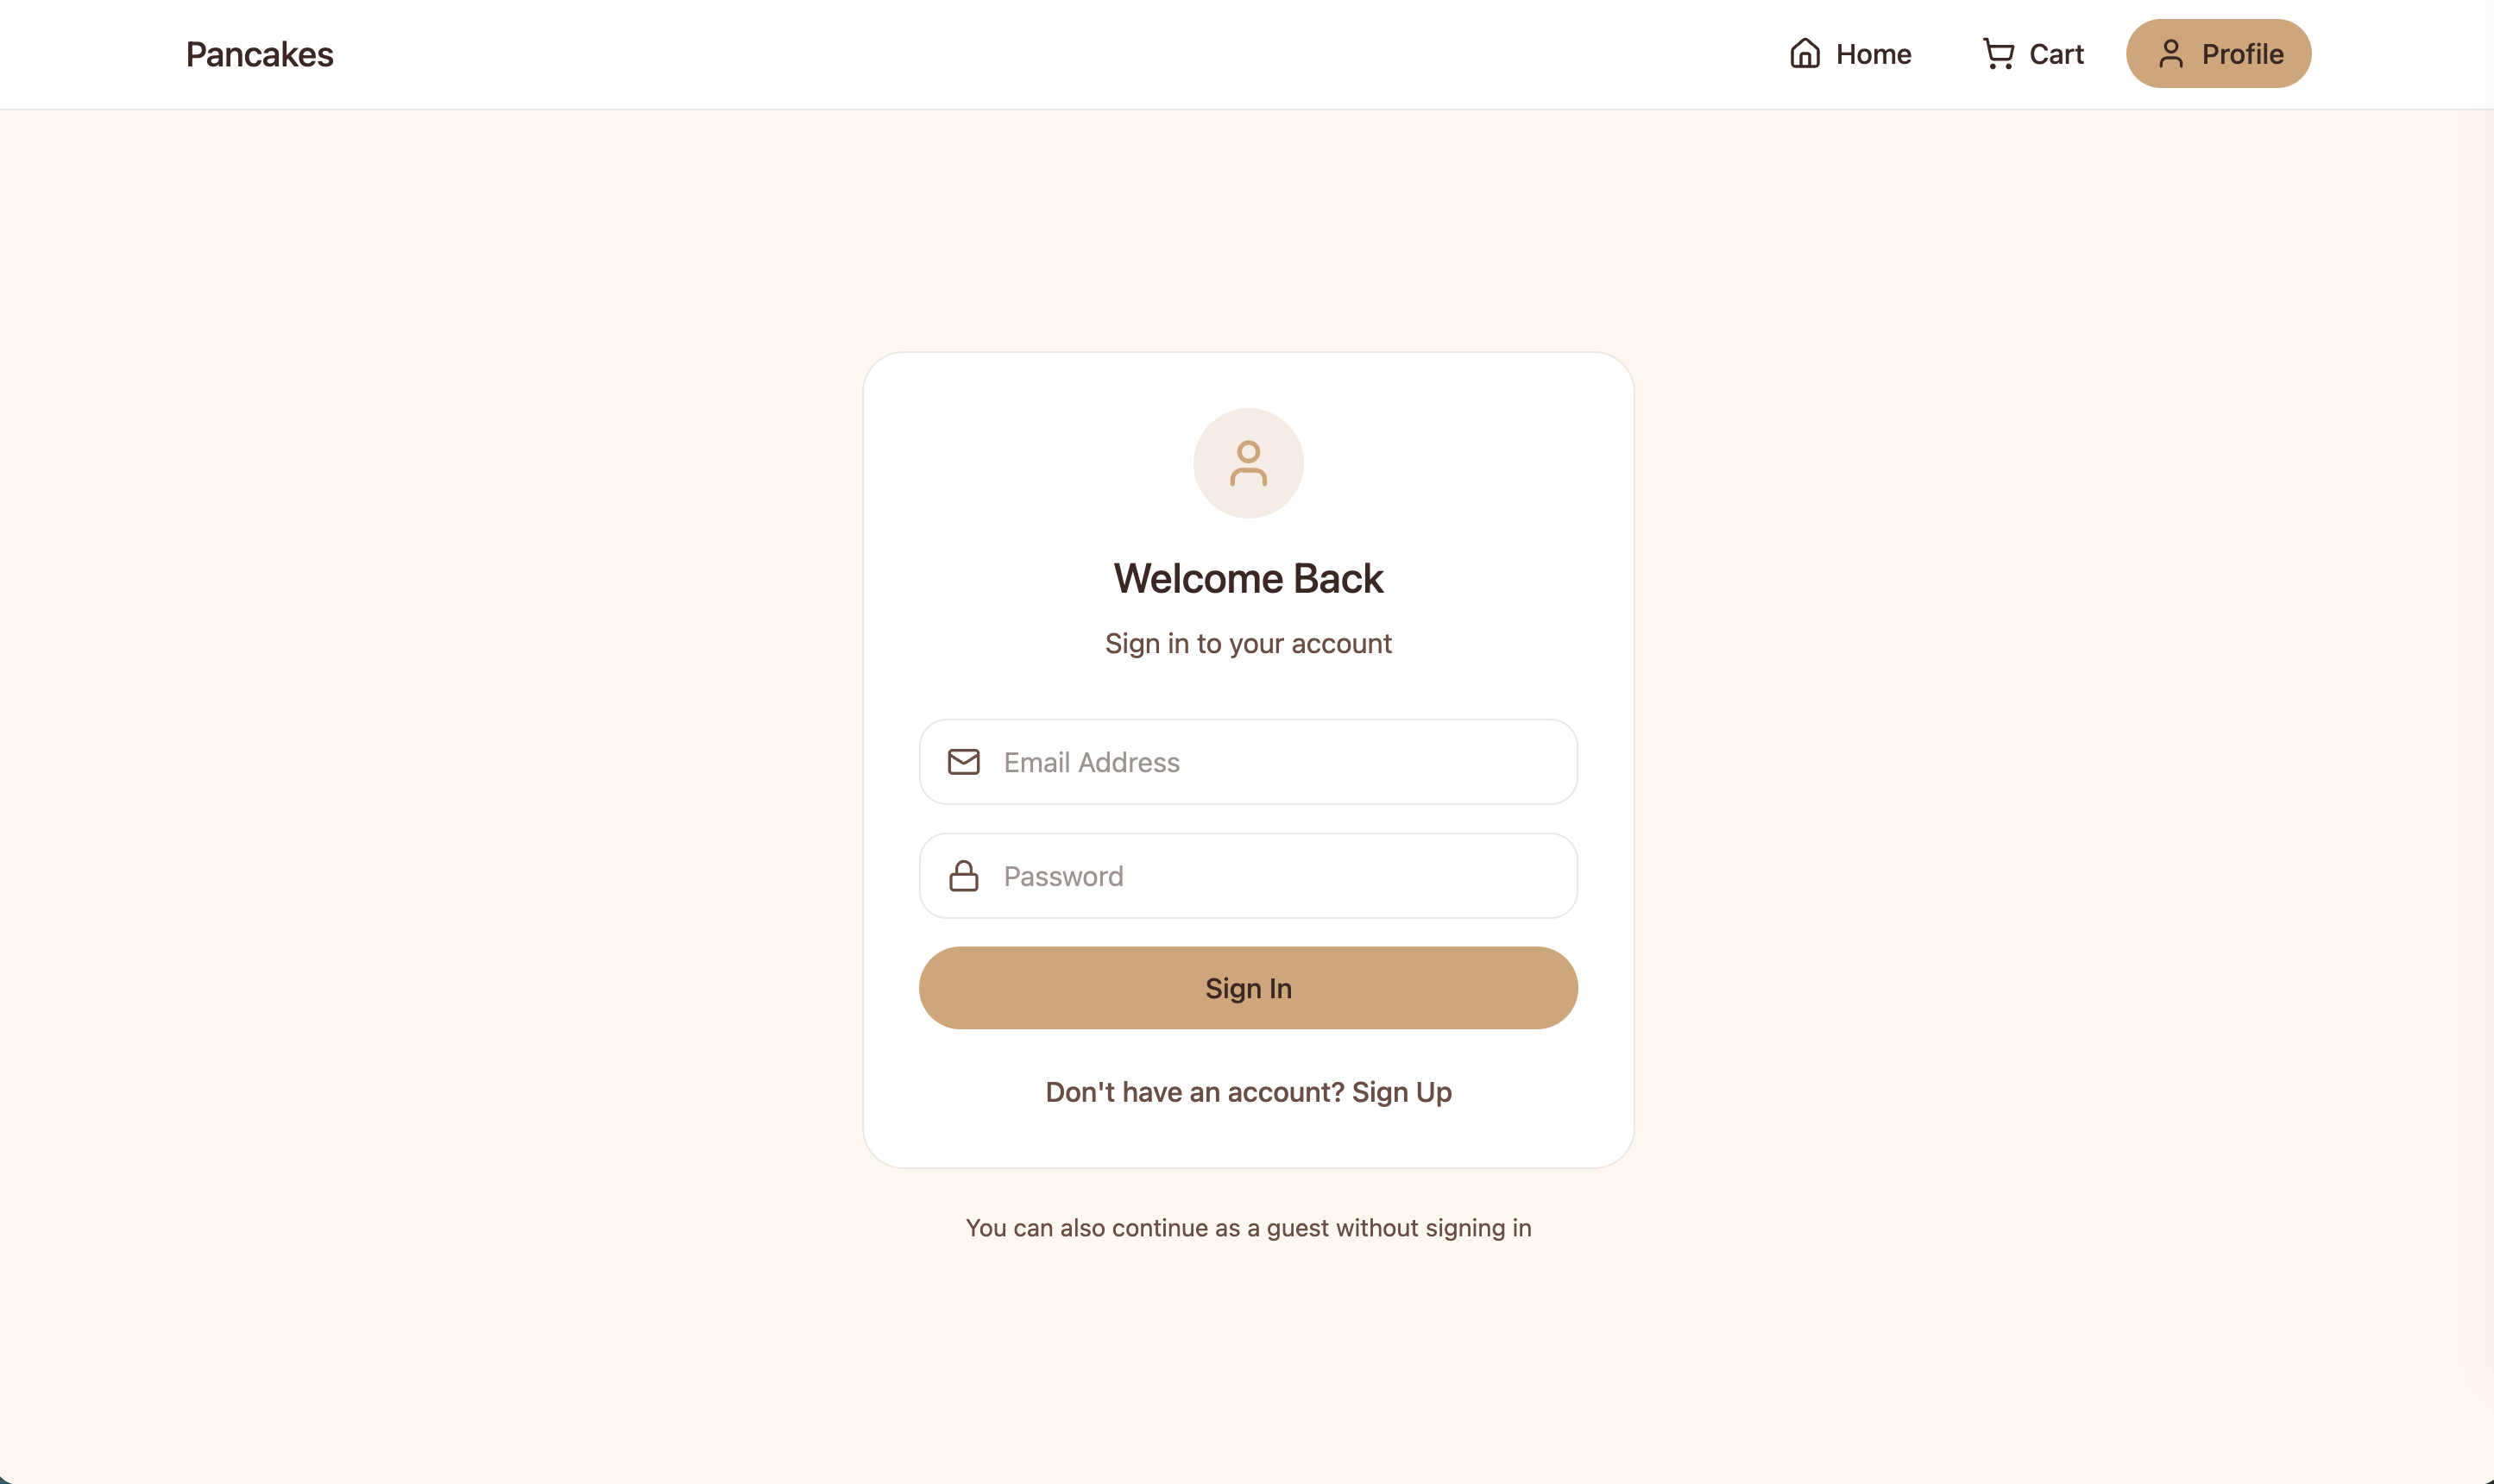 Pancakes
Home
Cart
Profile
Welcome Back
Sign in to your account
Email Address
Password
Sign In
Don't have an account? Sign Up
You can also continue as a guest without signing in